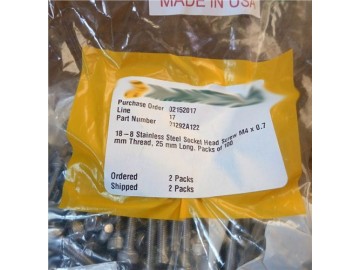 MADE IN USA
Purchase Order 02152617
Line 17
Part Number 91292A122
18-8 Stainless Steel Socket Head Screw M4 x 0.7
mm Thread, 25 mm Long. Packs of 100
Ordered 2 Packs
Shipped 2 Packs